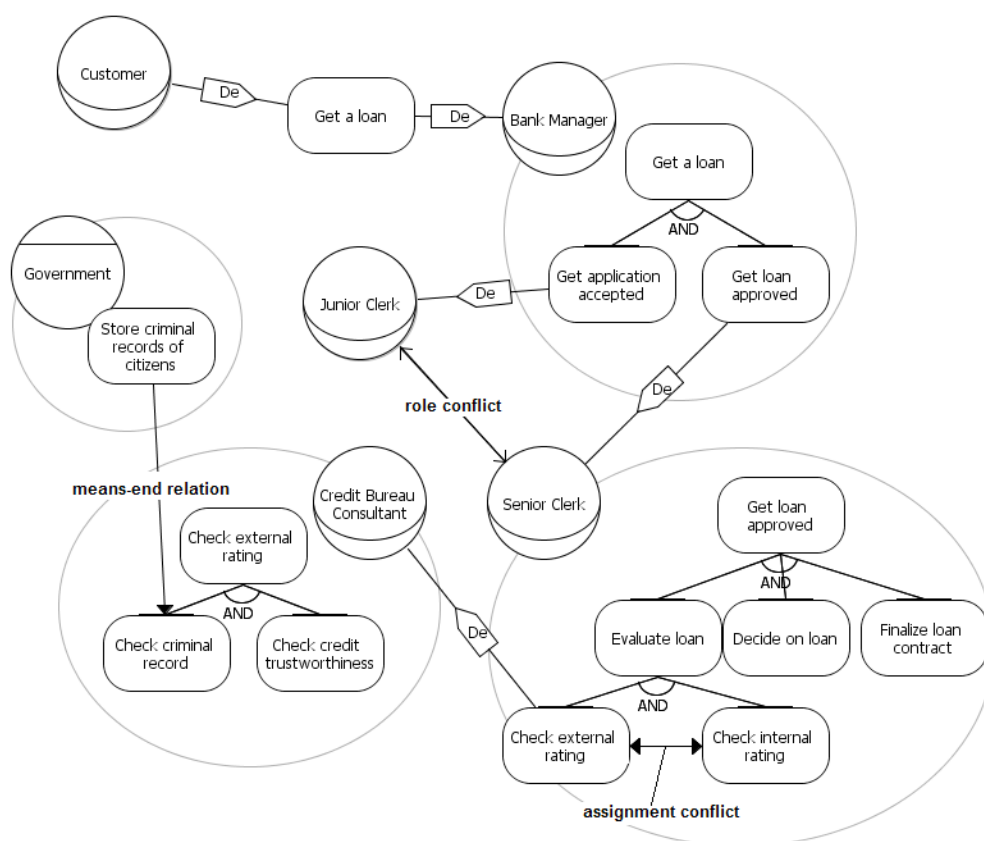 Customer
De
Get a loan
De
Bank Manager
Get a loan
AND
Get application
accepted
Get loan
approved
Government
Store criminal
records of
citizens
Junior Clerk
De
De
role conflict
means-end relation
Credit Bureau
Consultant
Senior Clerk
Get loan
approved
AND
Check external
rating
AND
Check criminal
record
Check credit
trustworthiness
De
Evaluate loan
Decide on loan
Finalize loan
contract
AND
Check external
rating
Check internal
rating
assignment conflict